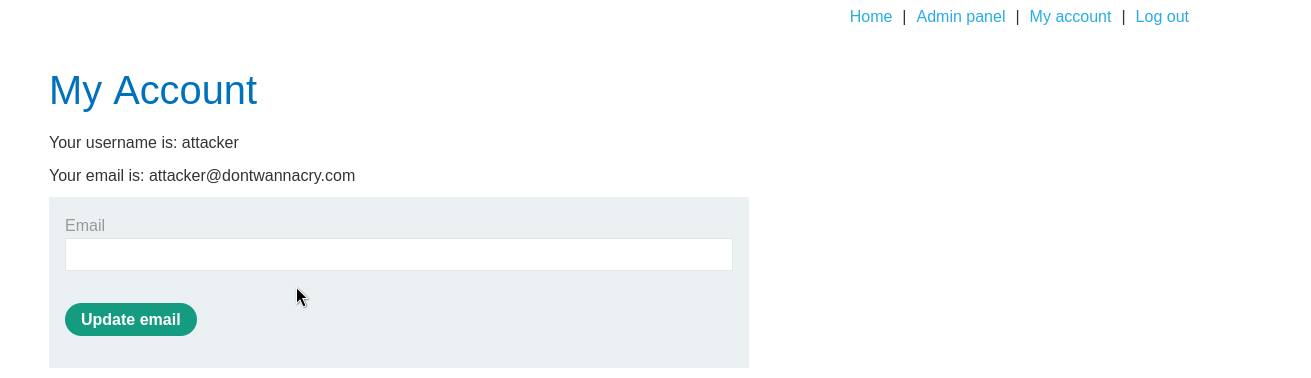 Home | Admin panel | My account | Log out
My Account
Your username is: attacker
Your email is: attacker@dontwannacry.com
Email
Update email